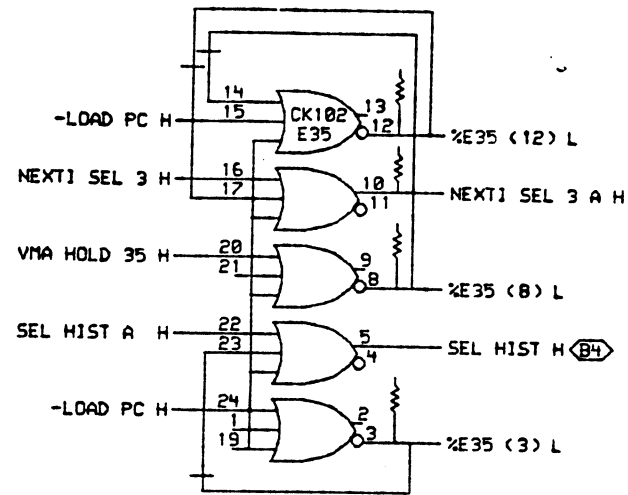 14
15
-LOAD PC H
CK102
E35
13
12
%E35 (12) L
NEXTI SEL 3 H
16
17
10
11
NEXTI SEL 3 A H
VMA HOLD 35 H
20
21
9
8
%E35 (8) L
SEL HIST A H
22
23
5
4
SEL HIST H B4
-LOAD PC H
24
1
19
2
3
%E35 (3) L